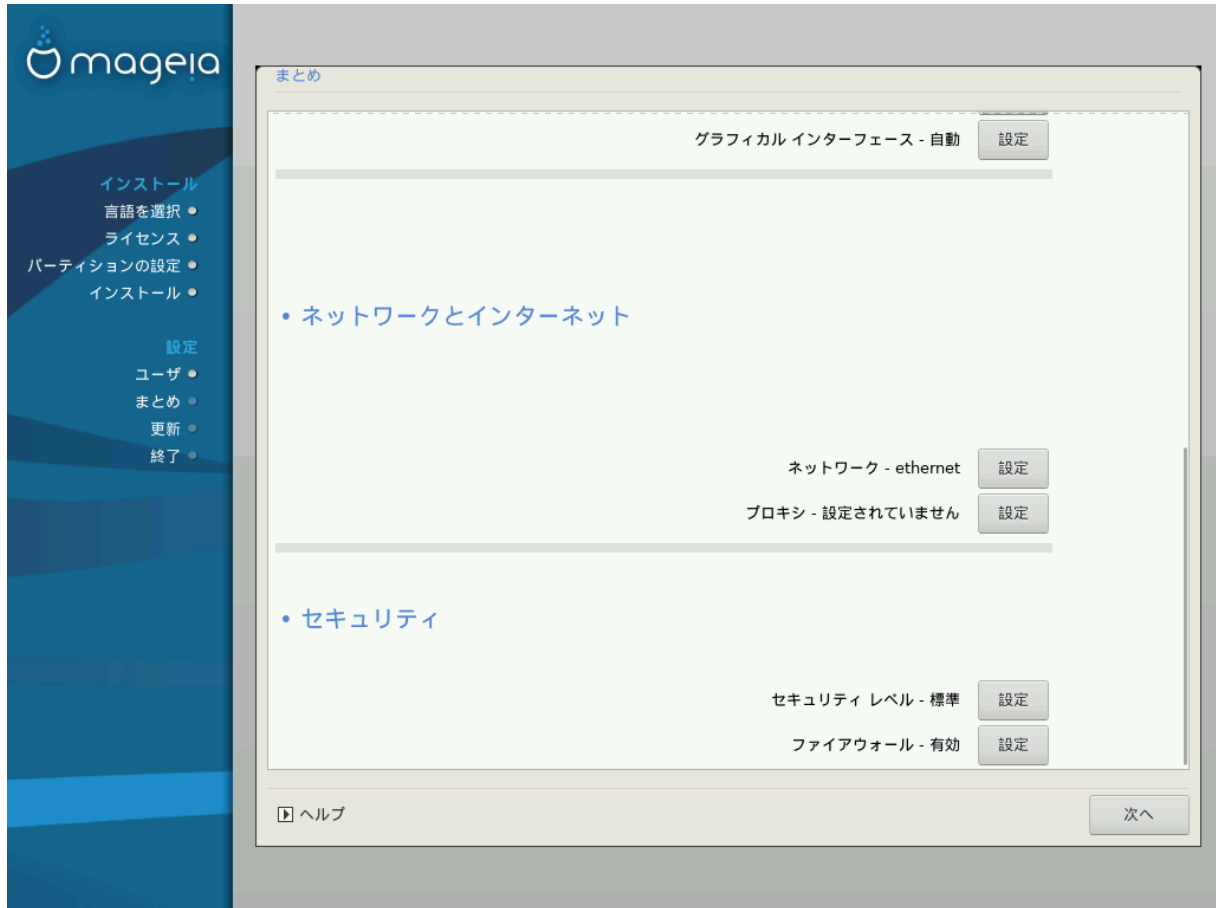 mageia
インストール
言語を選択
ライセンス
パーティションの設定
インストール
設定
ユーザ
まとめ
更新
終了
まとめ
グラフィカル インターフェース - 自動 設定
• ネットワークとインターネット
ネットワーク - ethernet 設定
プロキシ - 設定されていません 設定
• セキュリティ
セキュリティ レベル - 標準 設定
ファイアウォール - 有効 設定
ヘルプ 次へ